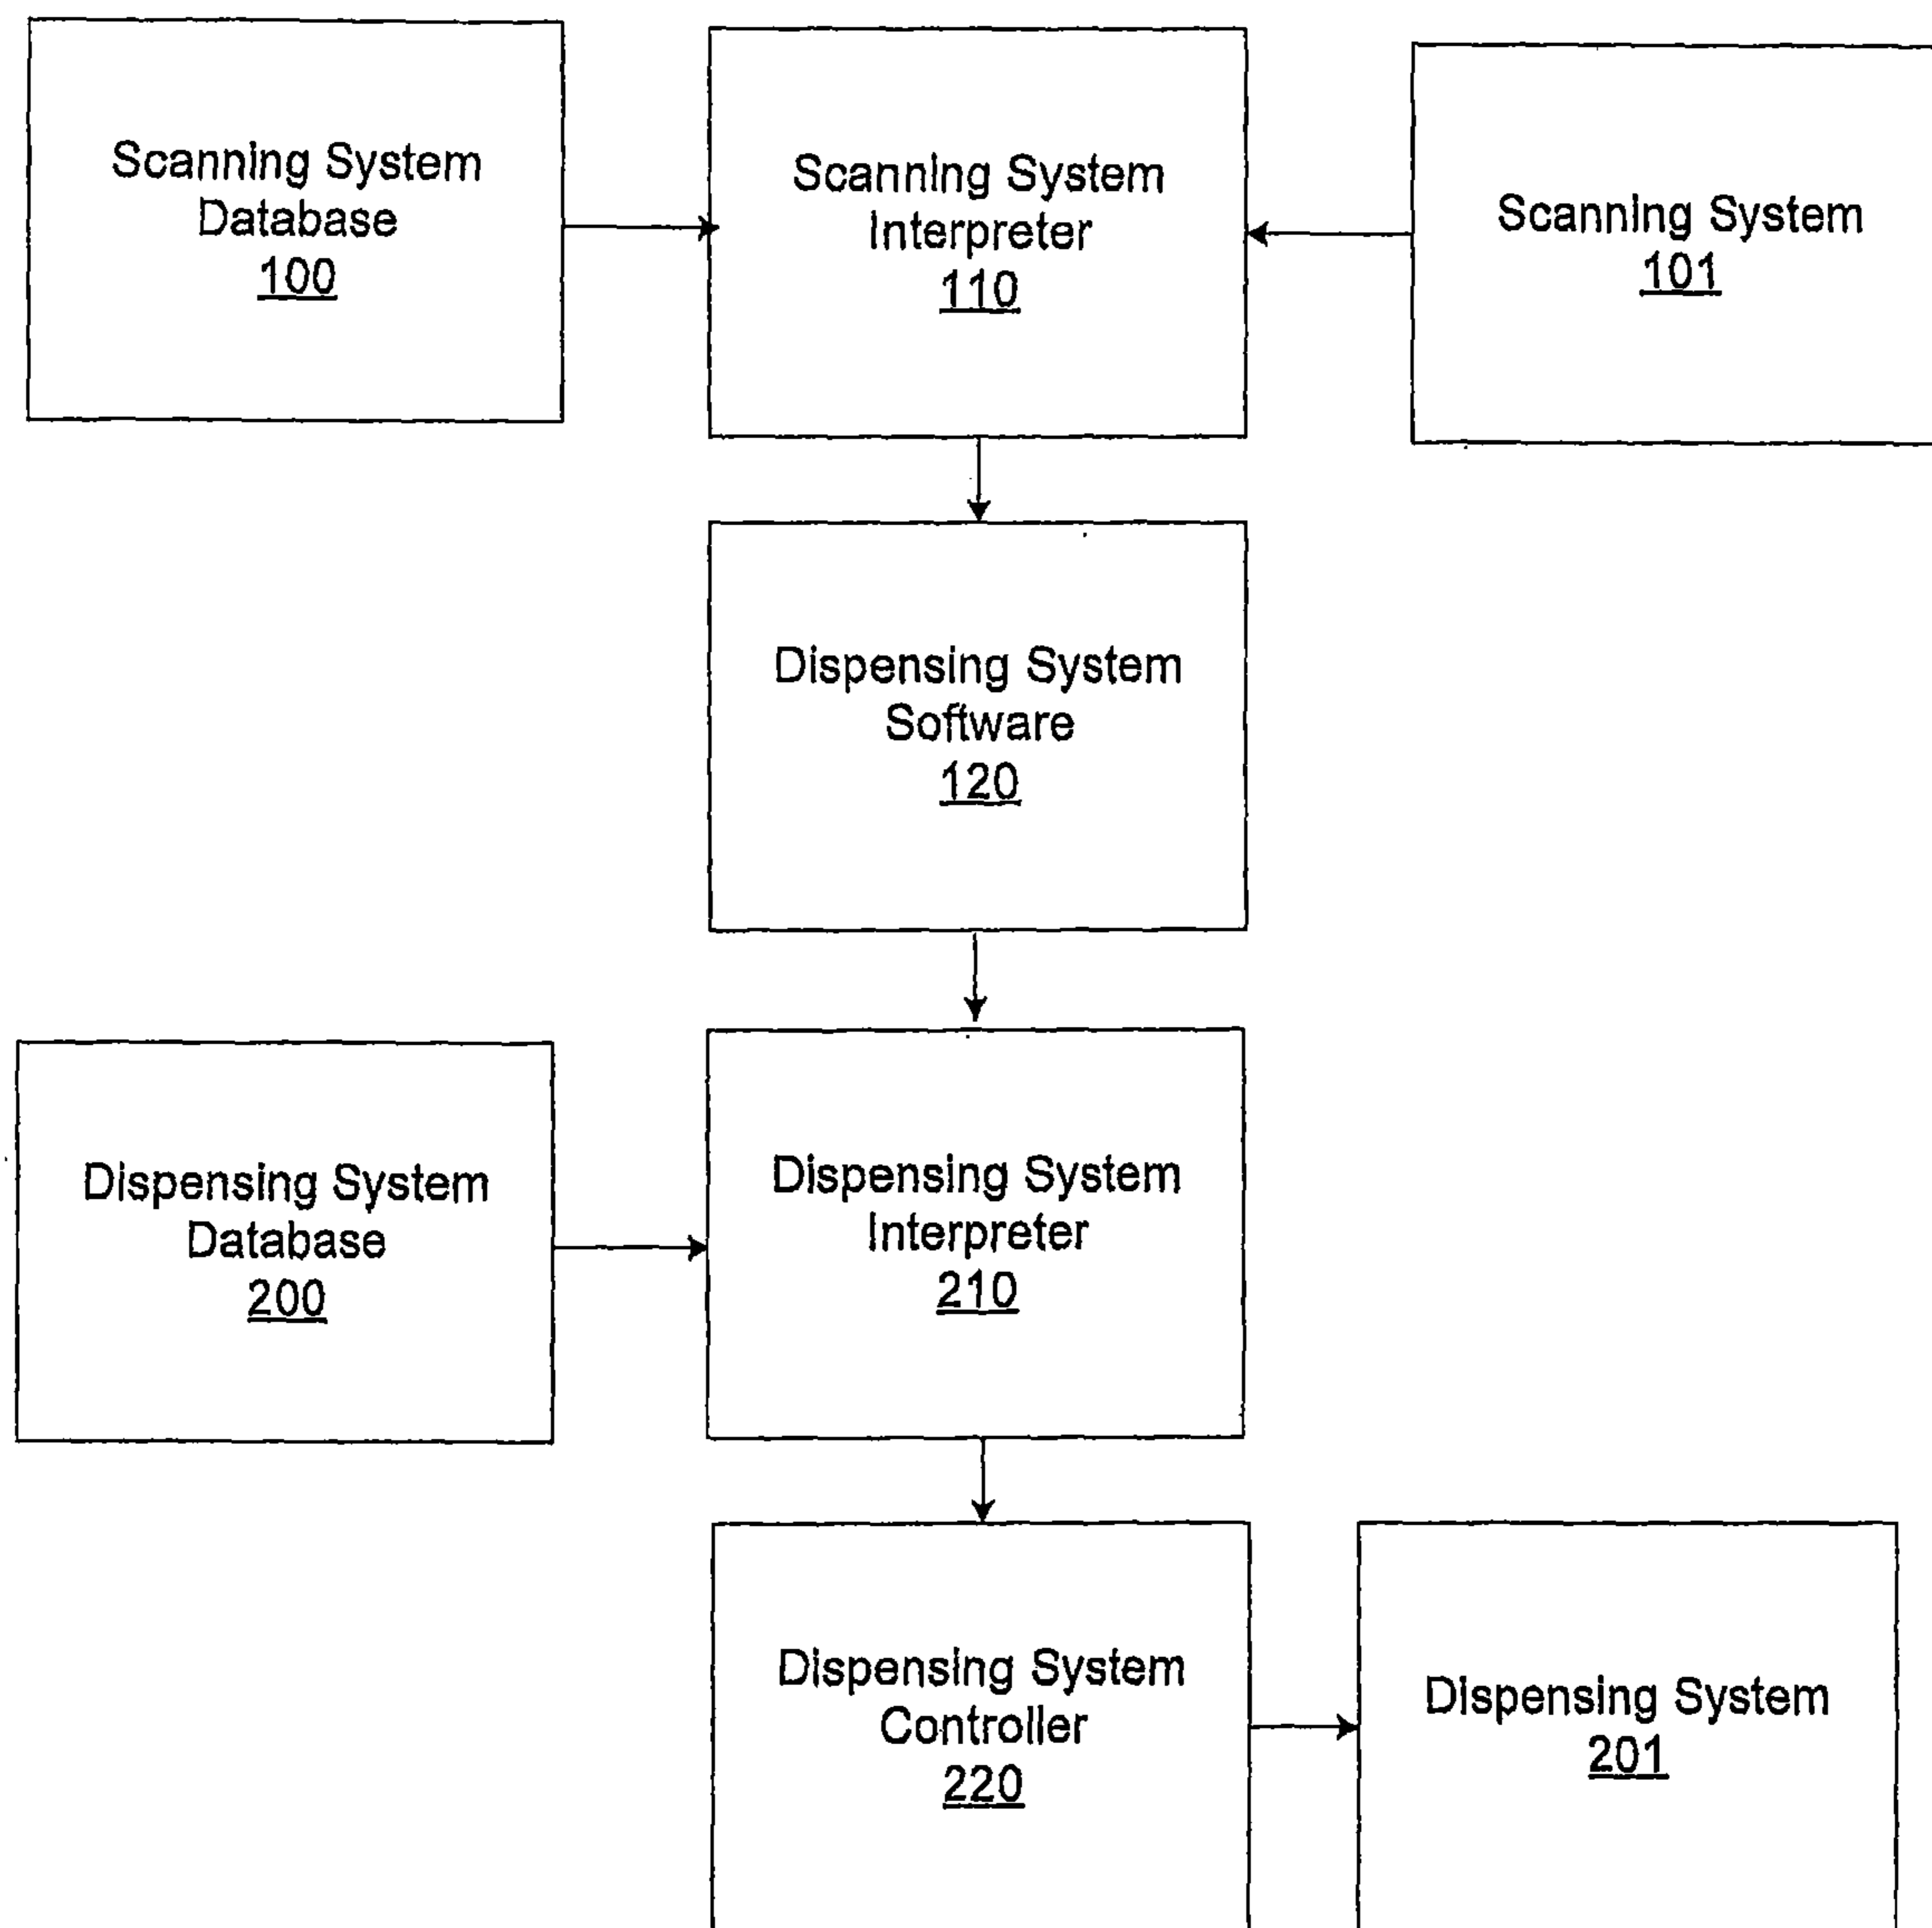 Scanning System
Database
100
Scanning System
Interpreter
110
Scanning System
101
Dispensing System
Software
120
Dispensing System
Database
200
Dispensing System
Interpreter
210
Dispensing System
Controller
220
Dispensing System
201